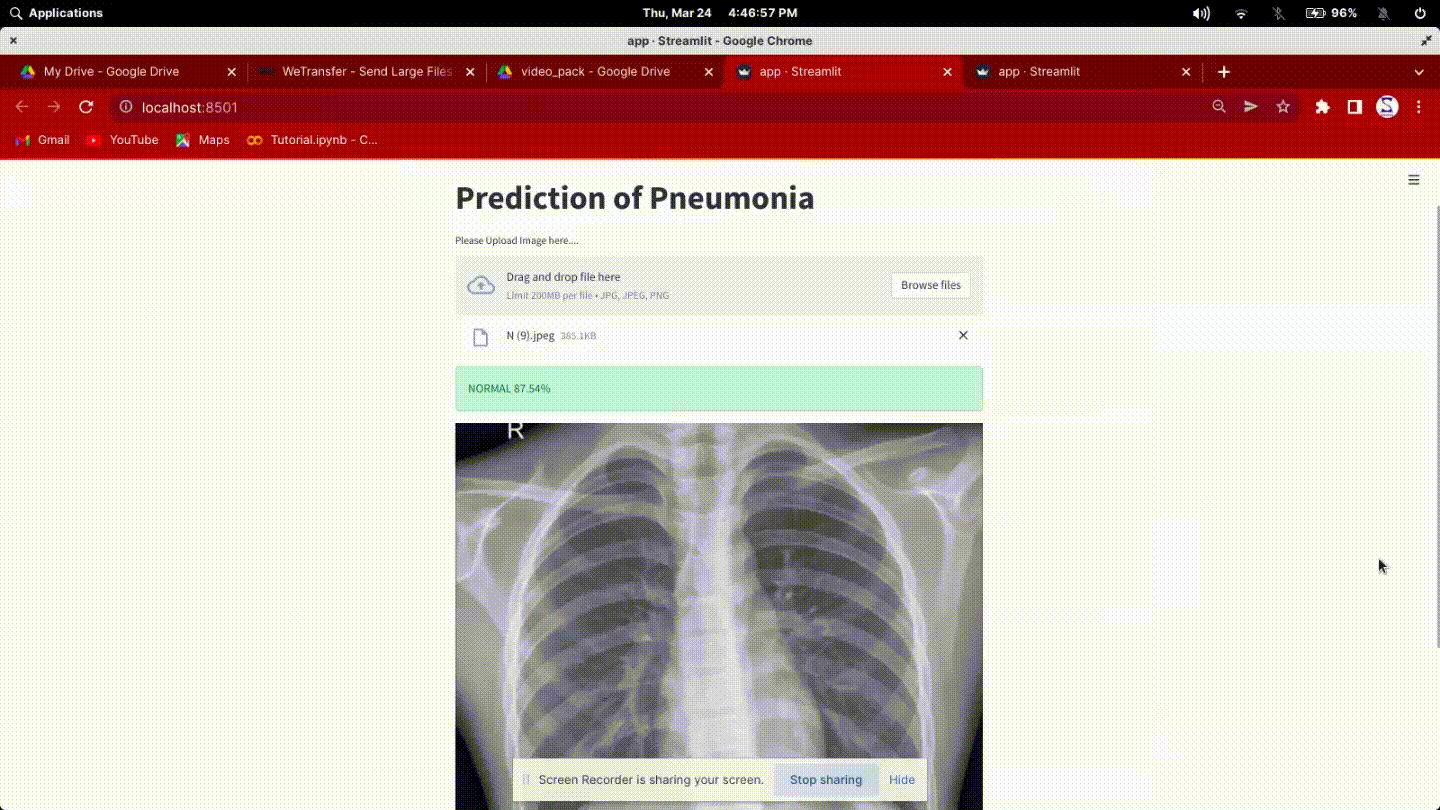 Applications
Thu, Mar 24 4:46:57 PM
96%
app · Streamlit - Google Chrome
My Drive - Google Drive
WeTransfer - Send Large Files
video_pack - Google Drive
app · Streamlit
app · Streamlit
localhost:8501
Gmail
YouTube
Maps
Tutorial.ipynb - C...
Prediction of Pneumonia
Please Upload Image here....
Drag and drop file here
Limit 200MB per file • JPG, JPEG, PNG
Browse files
N (9).jpeg 385.1KB
NORMAL 87.54%
R
Screen Recorder is sharing your screen.
Stop sharing
Hide